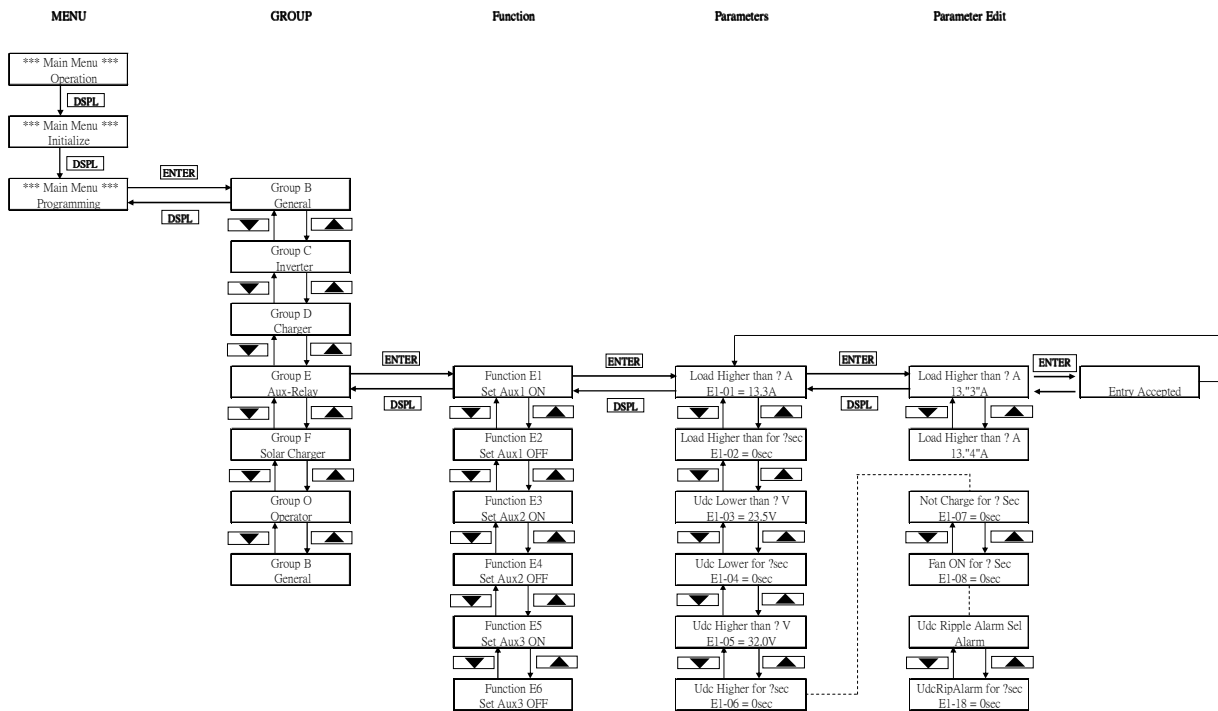 MENU
GROUP
Function
Parameters
Parameter Edit
*** Main Menu ***
Operation
DSPL
*** Main Menu ***
Initialize
DSPL
*** Main Menu ***
Programming
ENTER
DSPL
Group B
General
Group C
Inverter
Group D
Charger
Group E
Aux-Relay
Group F
Solar Charger
Group O
Operator
Group B
General
ENTER
DSPL
Function E1
Set Aux1 ON
Function E2
Set Aux1 OFF
Function E3
Set Aux2 ON
Function E4
Set Aux2 OFF
Function E5
Set Aux3 ON
Function E6
Set Aux3 OFF
ENTER
DSPL
Load Higher than ? A
E1-01 = 13.3A
Load Higher than for ?sec
E1-02 = 0sec
Udc Lower than ? V
E1-03 = 23.5V
Udc Lower for ?sec
E1-04 = 0sec
Udc Higher than ? V
E1-05 = 32.0V
Udc Higher for ?sec
E1-06 = 0sec
ENTER
DSPL
Load Higher than ? A
13."3"A
Load Higher than ? A
13."4"A
Not Charge for ? Sec
E1-07 = 0sec
Fan ON for ? Sec
E1-08 = 0sec
Udc Ripple Alarm Sel
Alarm
UdcRipAlarm for ?sec
E1-18 = 0sec
ENTER
Entry Accepted